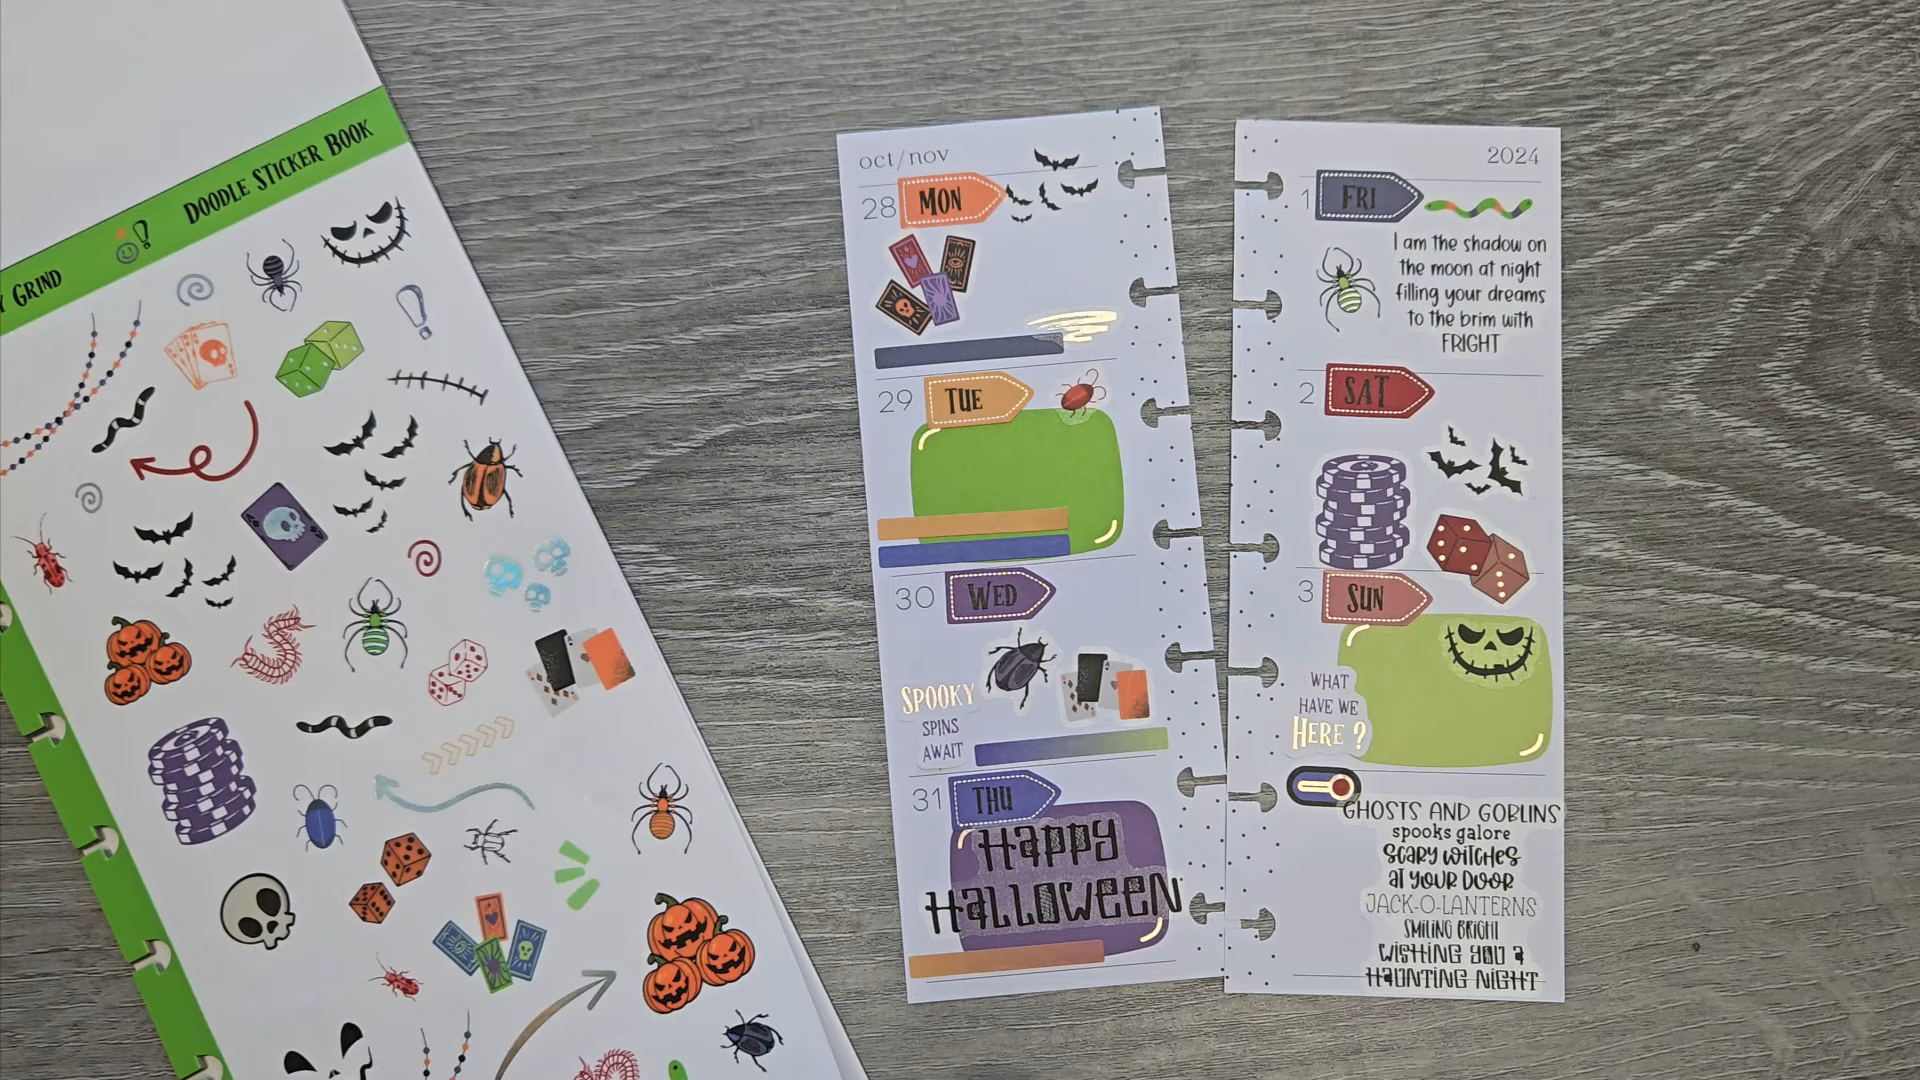 Y GRIND
DOODLE STICKER BOOK
oct/nov
28 MON
29 TUE
30 WED
SPOOKY
SPINS
AWAIT
31 THU
Happy
Halloween
2024
1 FRI
I am the shadow on
the moon at night
filling your dreams
to the brim with
FRIGHT
2 SAT
3 SUN
WHAT
HAVE WE
HERE ?
GHOSTS AND GOBLINS
spooks galore
SCARY WITCHES
at YOUR DOOR
JACK-O-LANTERNS
SMILING BRIGHT
WISHING YOU a
HAUNTING NIGHT